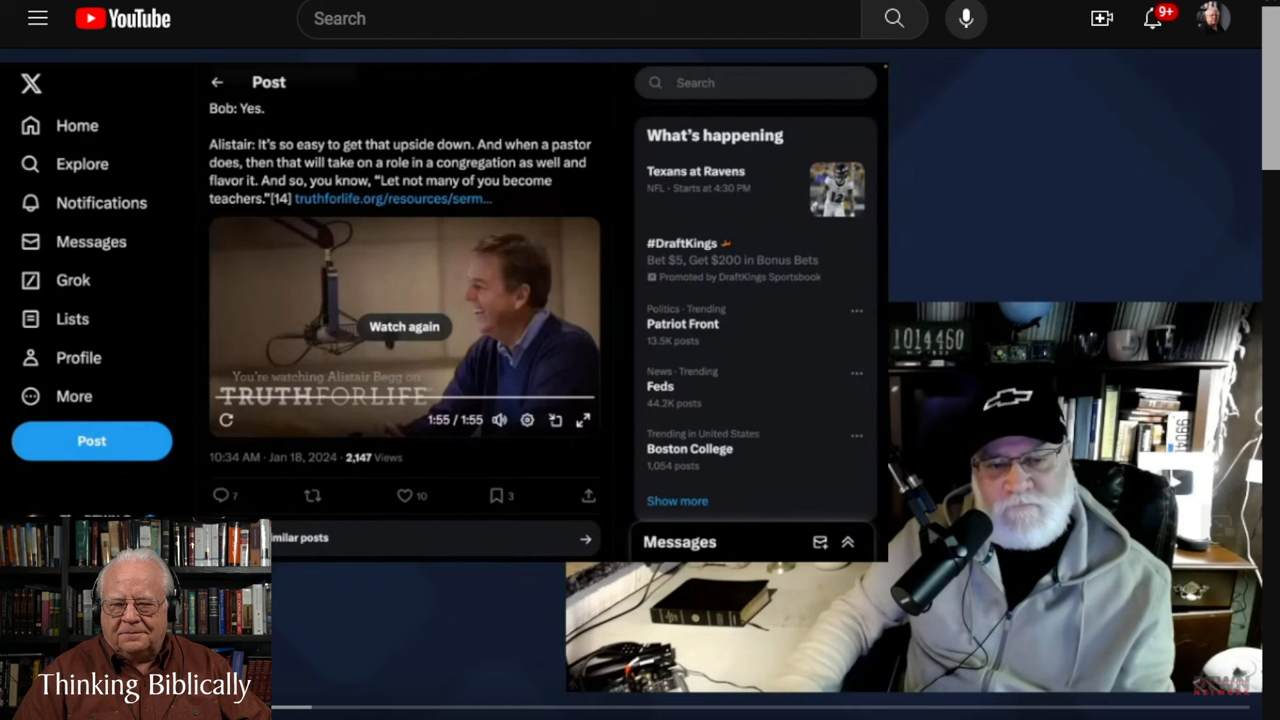 YouTube
Search
9+
Home
Explore
Notifications
Messages
Grok
Lists
Profile
More
Post
Post
Bob: Yes.
Alistair: It's so easy to get that upside down. And when a pastor
does, then that will take on a role in a congregation as well and
flavor it. And so, you know, “Let not many of you become
teachers.”[14] truthforlife.org/resources/serm...
Watch again
You're watching Alistair Begg on
TRUTHFORLIFE
1:55 / 1:55
10:34 AM · Jan 18, 2024 · 2,147 Views
7
10
3
imilar posts
Search
What's happening
Texans at Ravens
NFL · Starts at 4:30 PM
12
#DraftKings
Bet $5, Get $200 in Bonus Bets
Promoted by DraftKings Sportsbook
Politics · Trending
Patriot Front
13.5K posts
News · Trending
Feds
44.2K posts
Trending in United States
Boston College
1,054 posts
Show more
Messages
1014460
Thinking Biblically
NETWORK